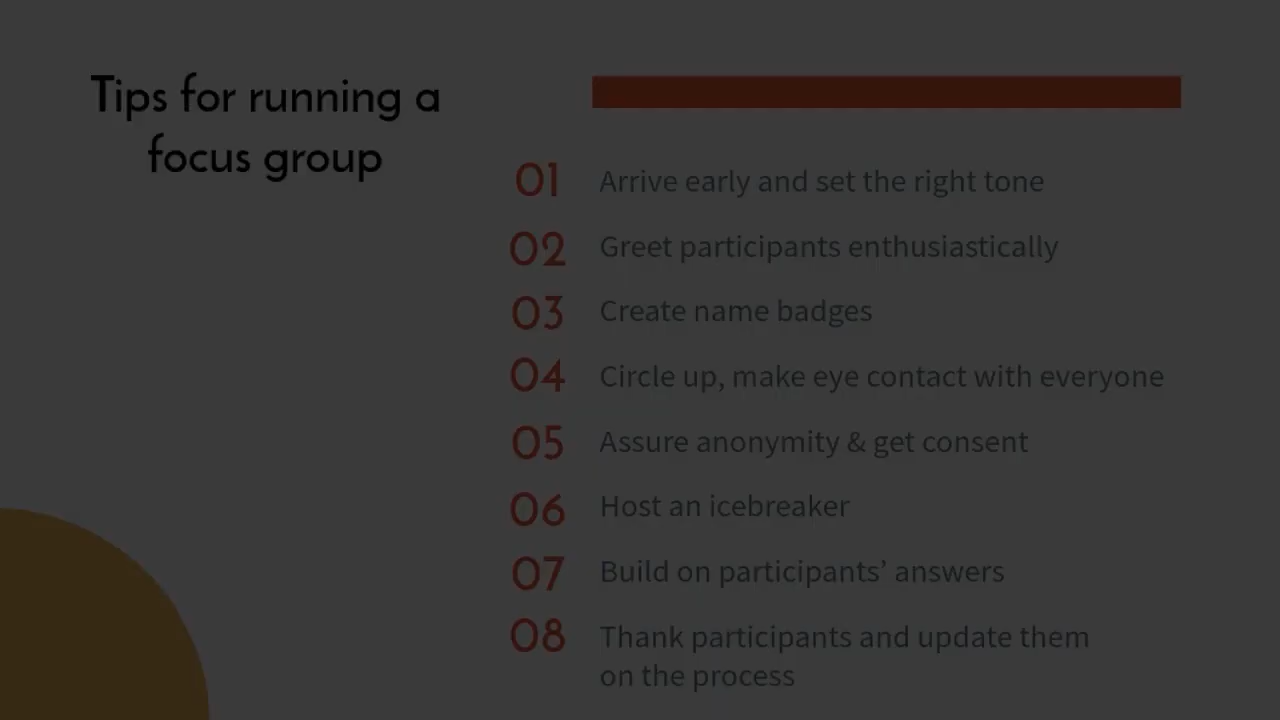 Tips for running a
focus group
01 Arrive early and set the right tone
02 Greet participants enthusiastically
03 Create name badges
04 Circle up, make eye contact with everyone
05 Assure anonymity & get consent
06 Host an icebreaker
07 Build on participants’ answers
08 Thank participants and update them
on the process